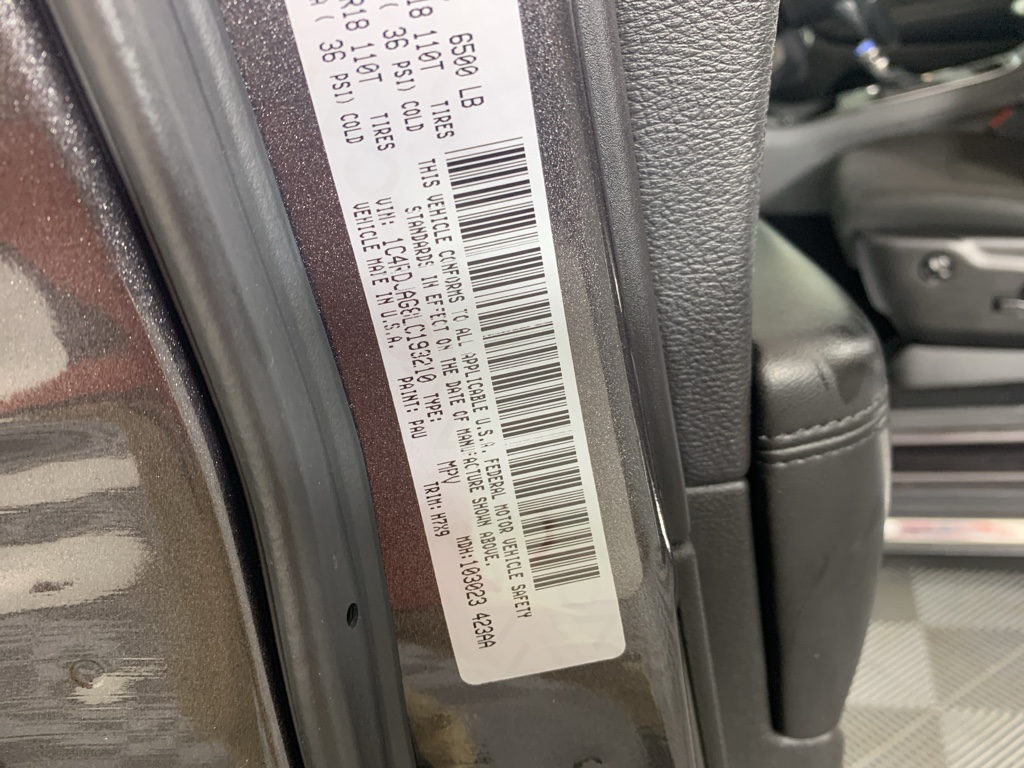 6500 LB
18 110T TIRES
( 36 PSI) COLD
R18 110T TIRES
A ( 36 PSI) COLD
THIS VEHICLE CONFORMS TO ALL APPLICABLE U.S.A. FEDERAL MOTOR VEHICLE SAFETY
STANDARDS IN EFFECT ON THE DATE OF MANUFACTURE SHOWN ABOVE.
VIN: 1C4RDJAG8LC193210 TYPE: MPV MDH:103023 423AA
VEHICLE MADE IN U.S.A. PAINT: PAU TRIM: H7X9